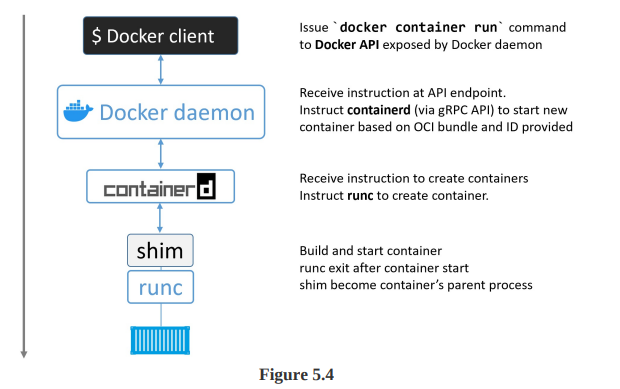 $ Docker client
Issue `docker container run` command
to Docker API exposed by Docker daemon
Docker daemon
Receive instruction at API endpoint.
Instruct containerd (via gRPC API) to start new
container based on OCI bundle and ID provided
containerd
Receive instruction to create containers
Instruct runc to create container.
shim
runc
Build and start container
runc exit after container start
shim become container's parent process
Figure 5.4